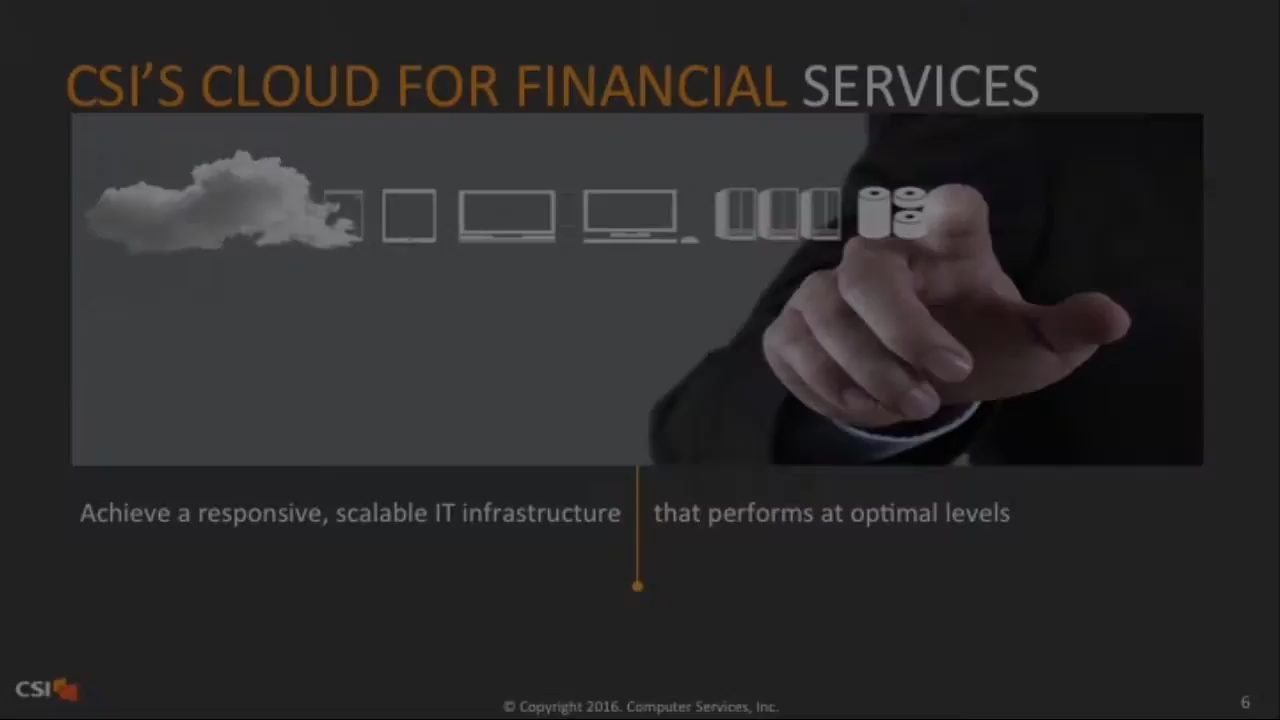 CSI'S CLOUD FOR FINANCIAL SERVICES
Achieve a responsive, scalable IT infrastructure
that performs at optimal levels
CSI
© Copyright 2016. Computer Services, Inc.
6